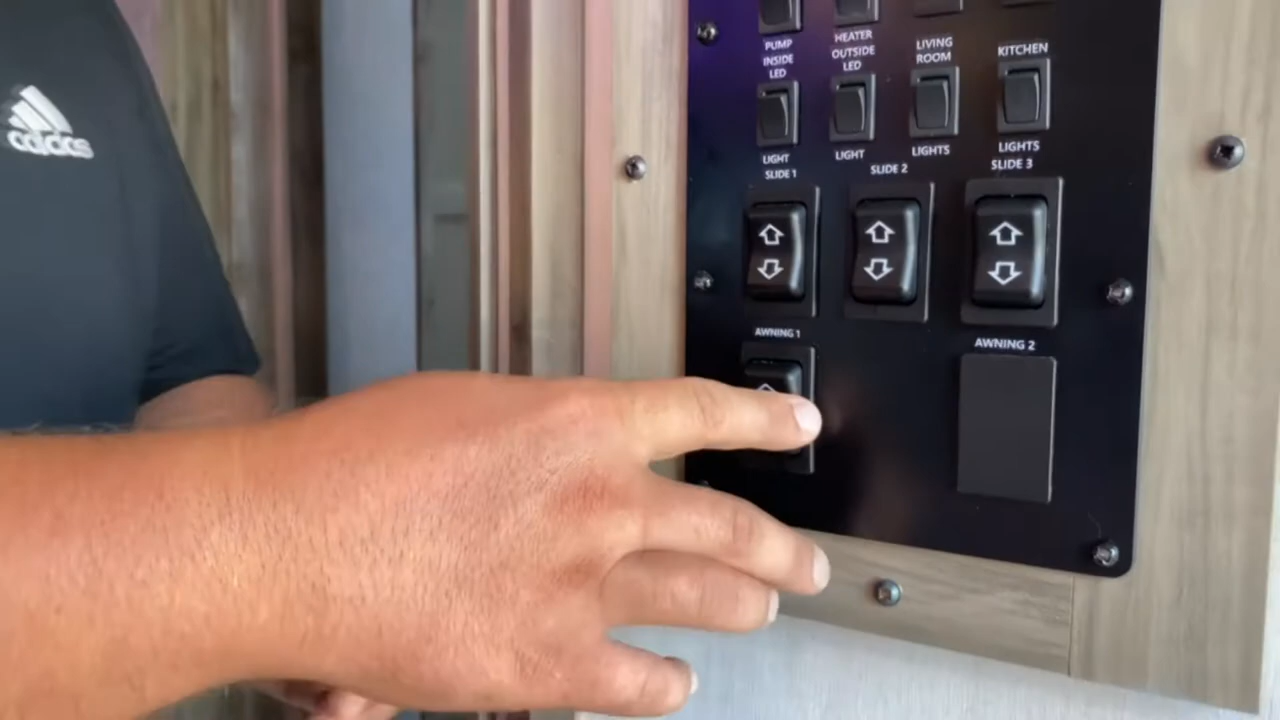 adidas
PUMP
HEATER
INSIDE
LED
OUTSIDE
LED
LIVING
ROOM
KITCHEN
LIGHT
LIGHT
LIGHTS
LIGHTS
SLIDE 1
SLIDE 2
SLIDE 3
AWNING 1
AWNING 2